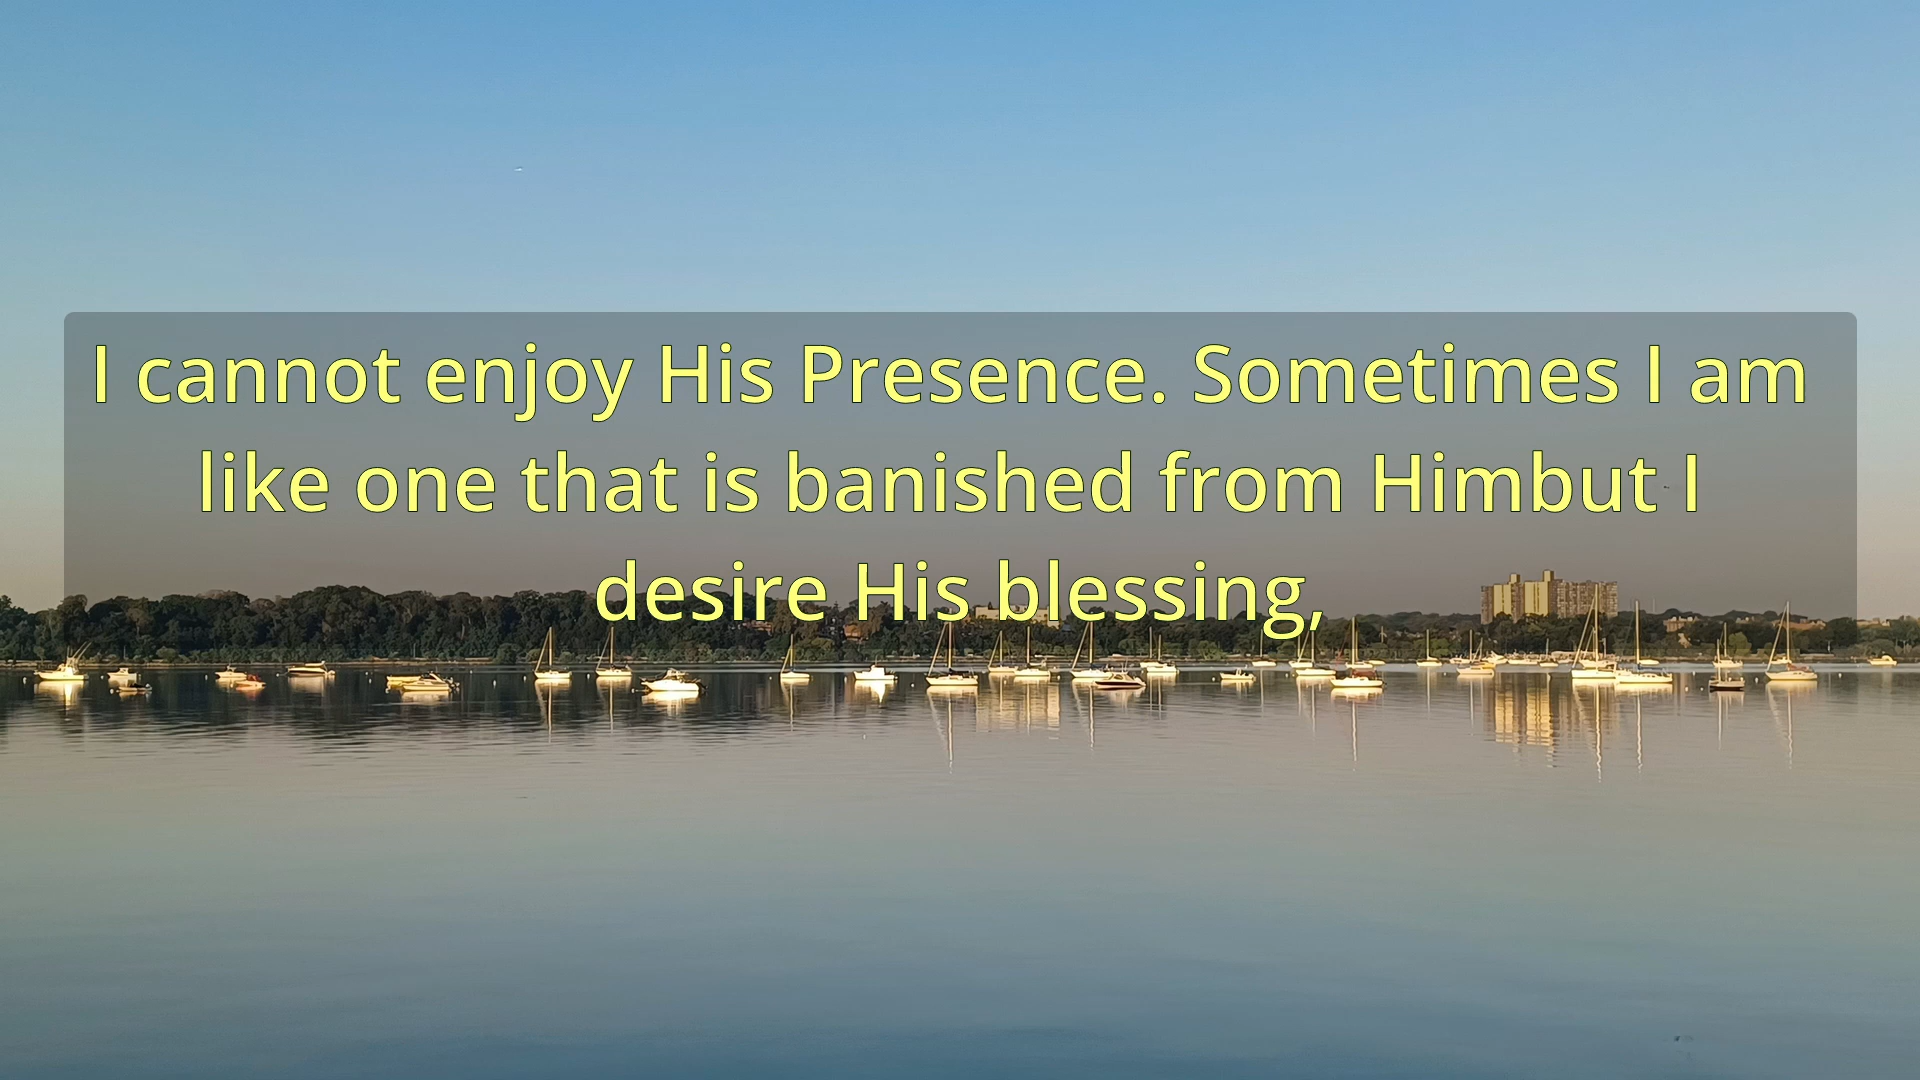 I cannot enjoy His Presence. Sometimes I am
like one that is banished from Himbut I
desire His blessing,